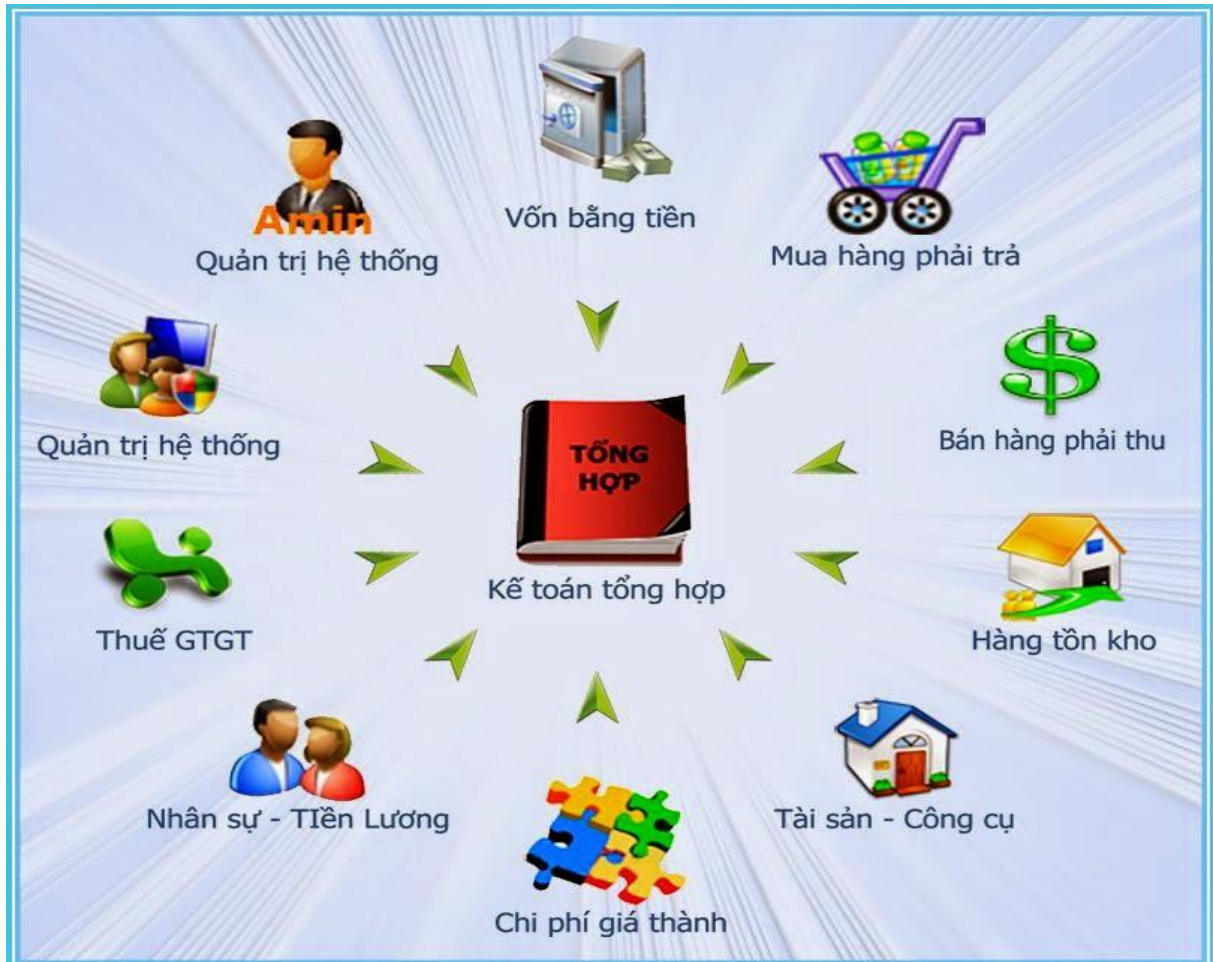 Vốn bằng tiền
Amin
Quản trị hệ thống
Mua hàng phải trả
Quản trị hệ thống
Bán hàng phải thu
TỔNG
HỢP
Kế toán tổng hợp
Thuế GTGT
Hàng tồn kho
Nhân sự - TIền Lương
Tài sản - Công cụ
Chi phí giá thành